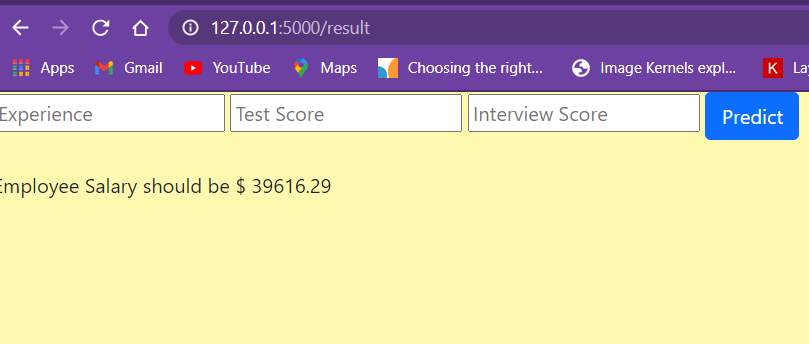 127.0.0.1:5000/result
Apps Gmail YouTube Maps Choosing the right... Image Kernels expl... K
Experience Test Score Interview Score Predict
Employee Salary should be $ 39616.29